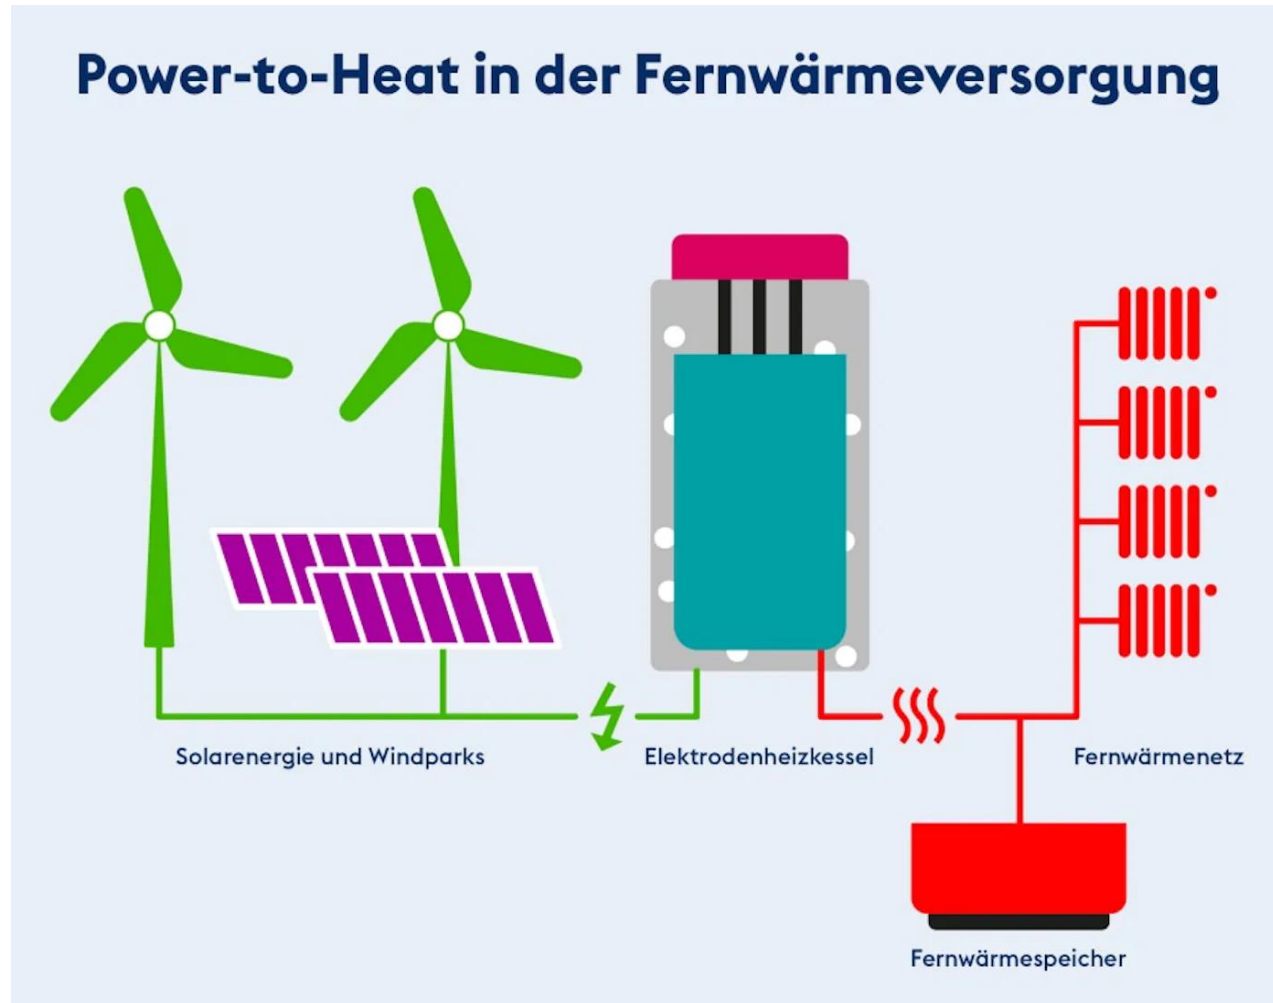 Power-to-Heat in der Fernwärmeversorgung
Solarenergie und Windparks
Elektrodenheizkessel
Fernwärmenetz
Fernwärmespeicher